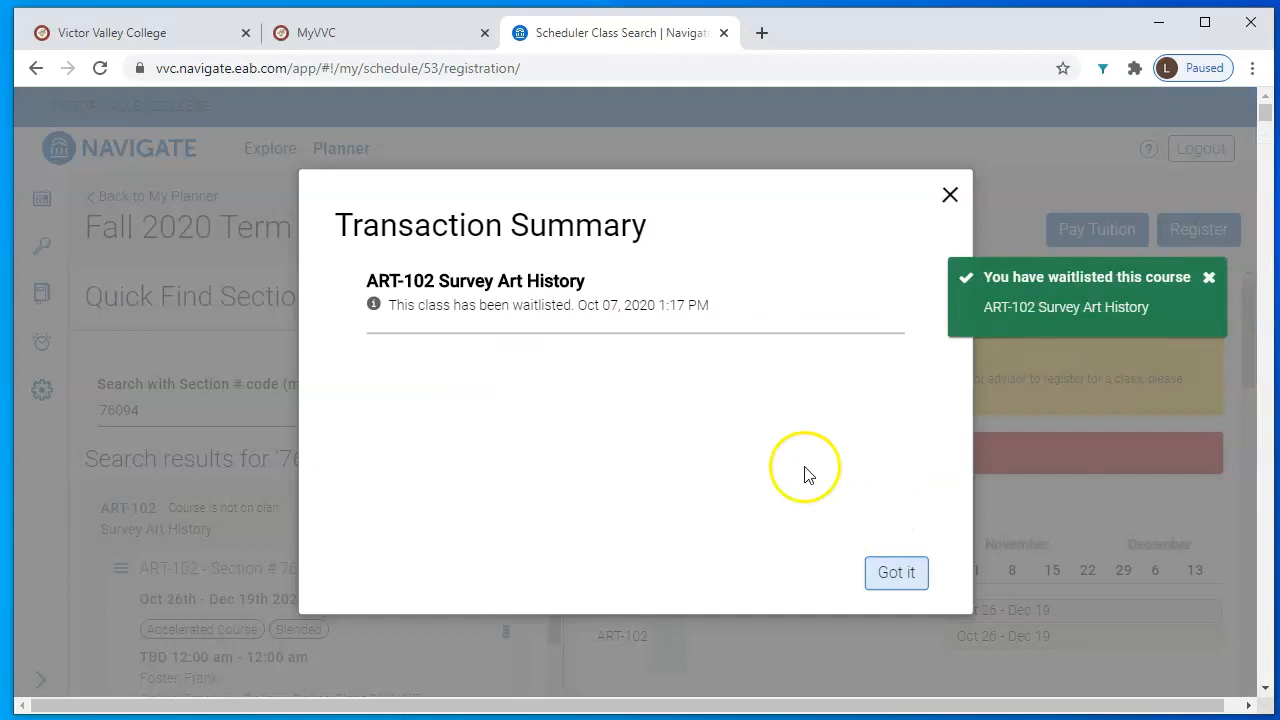 Victor Valley College
MyVVC
Scheduler Class Search | Navigat
vvc.navigate.eab.com/app/#!/my/schedule/53/registration/
L
Paused
NAVIGATE
Explore
Planner
?
Logout
Back to My Planner
Fall 2020 Term
Pay Tuition
Register
Transaction Summary
ART-102 Survey Art History
This class has been waitlisted. Oct 07, 2020 1:17 PM
You have waitlisted this course
ART-102 Survey Art History
Quick Find Sectio
or advisor to register for a class, please
Search with Section # code (m
76094
Search results for '76
ART-102
Course is not on plan
Survey Art History
November
December
8
15
22
29
6
13
ART-102 - Section # 76
Got it
Oct 26th - Dec 19th 202
Oct 26 - Dec 19
Accelerated Course
Blended
ART-102
Oct 26 - Dec 19
TBD 12:00 am - 12:00 am
Foster, Frank